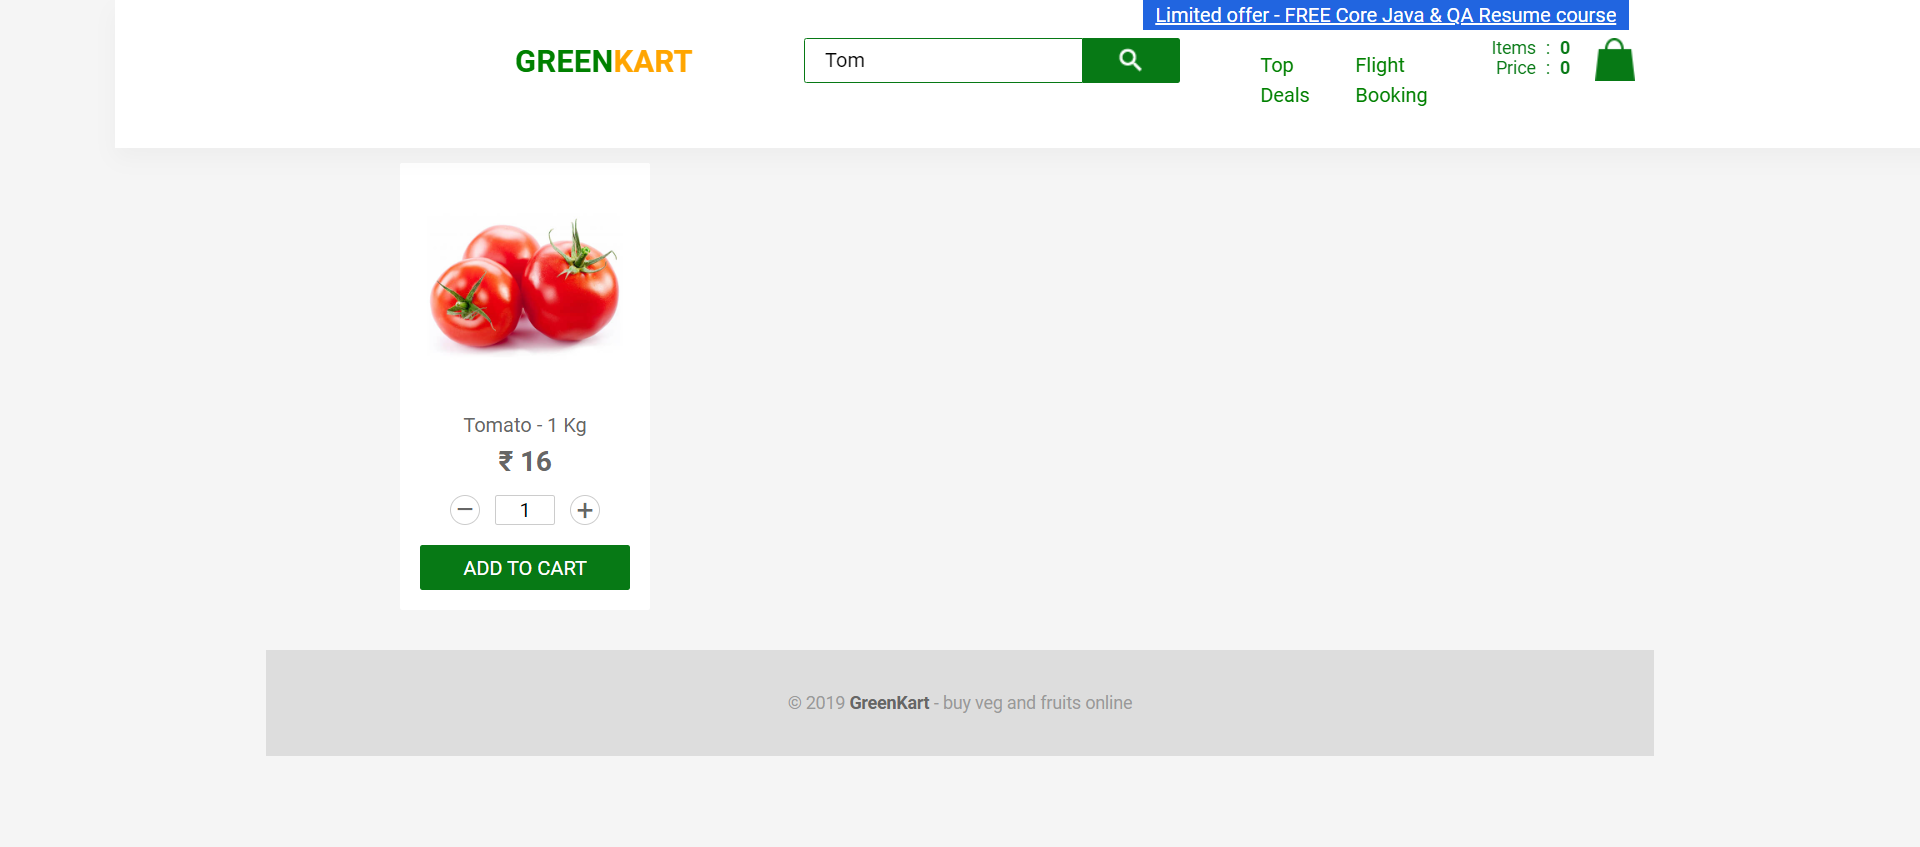 Limited offer - FREE Core Java & QA Resume course
GREENKART
Tom
Top Deals
Flight Booking
Items : 0
Price : 0
Tomato - 1 Kg
₹ 16
− 1 +
ADD TO CART
© 2019 GreenKart - buy veg and fruits online